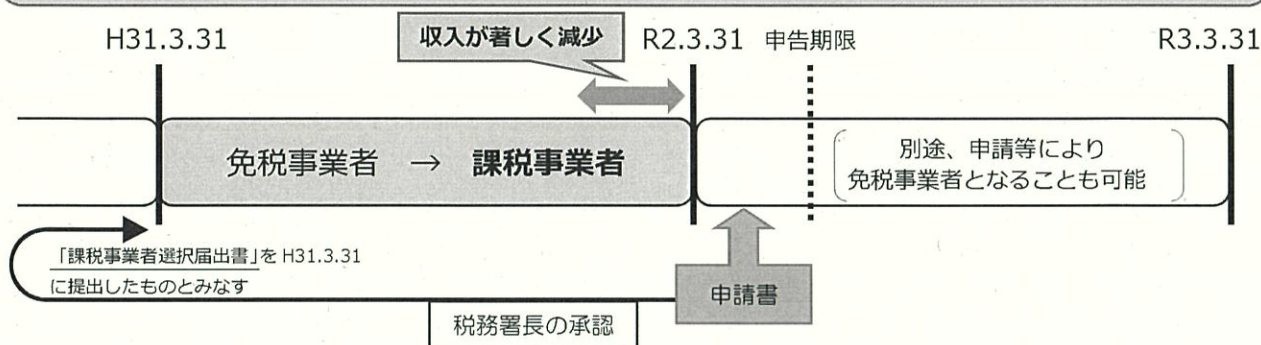 H31.3.31
収入が著しく減少
R2.3.31
申告期限
R3.3.31
免税事業者 → 課税事業者
別途、申請等により
免税事業者となることも可能
「課税事業者選択届出書」を H31.3.31
に提出したものとみなす
申請書
税務署長の承認